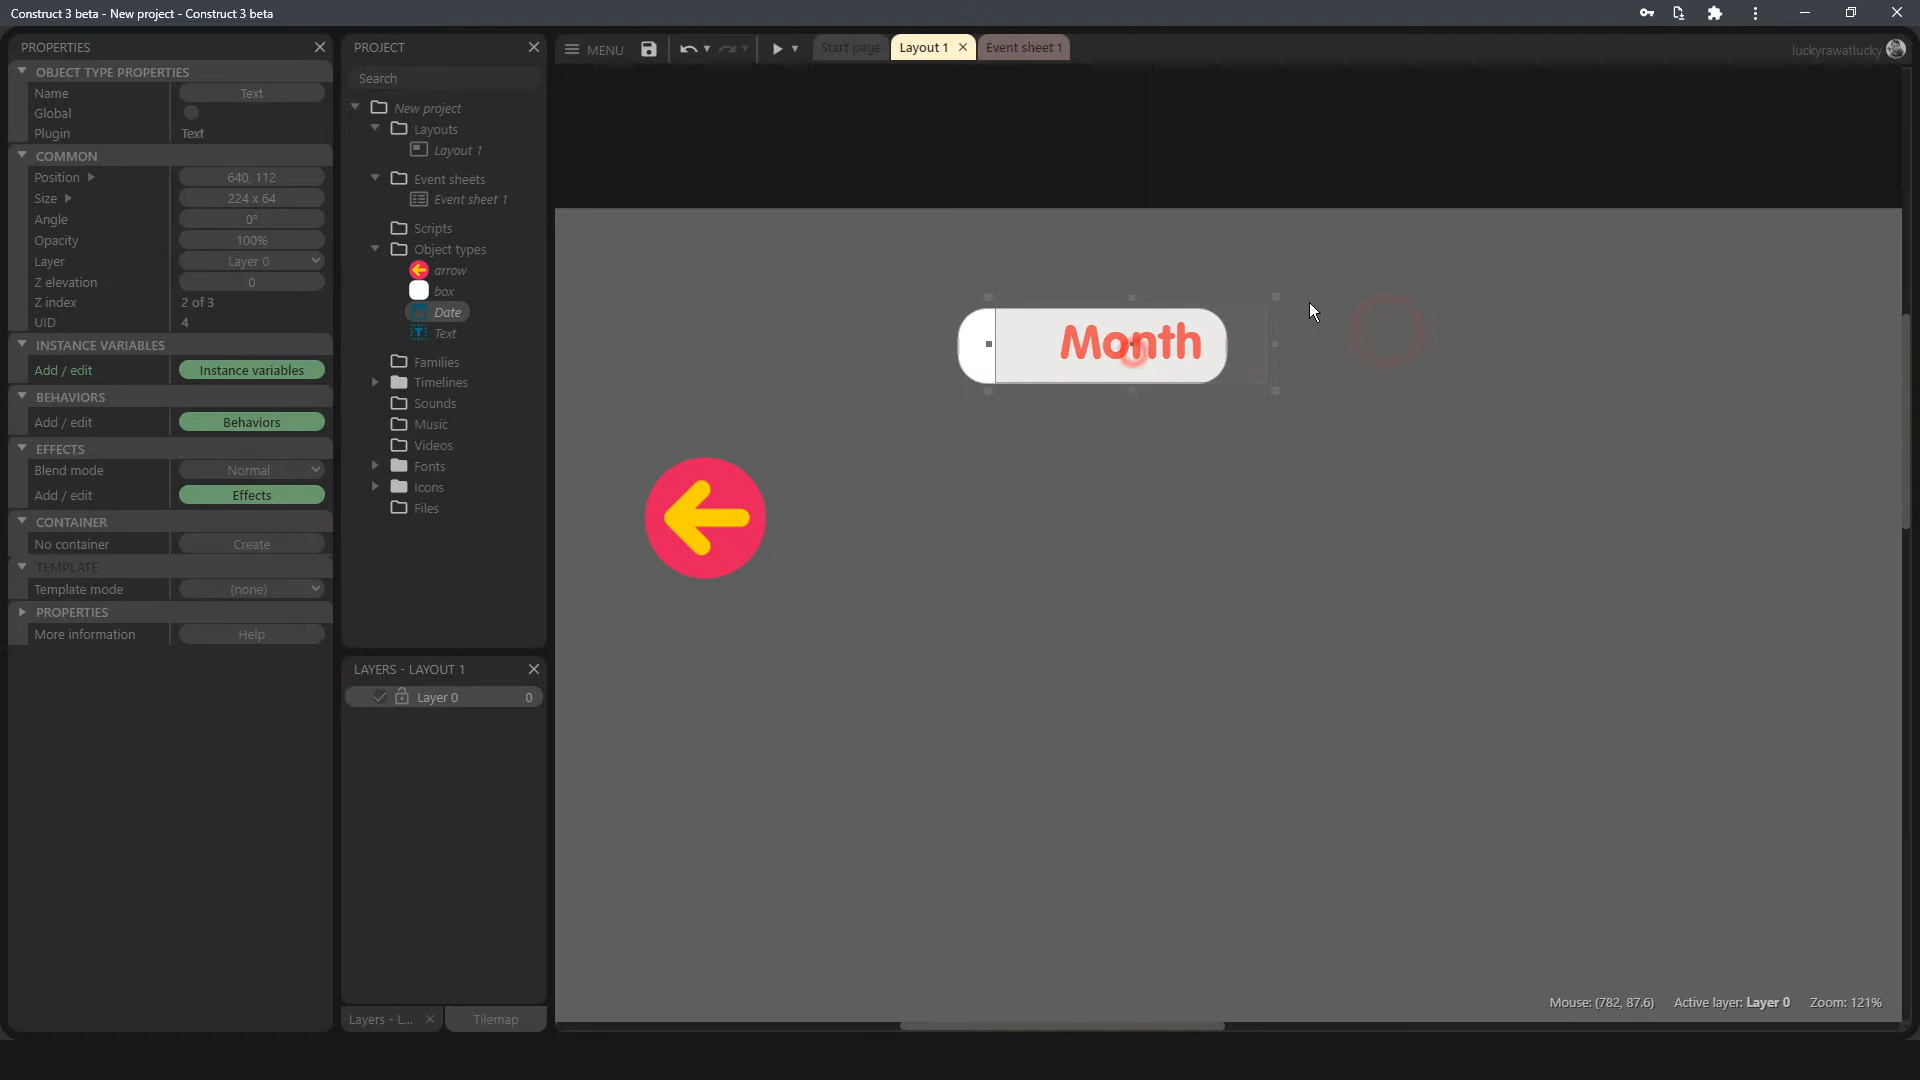 Construct 3 beta - New project - Construct 3 beta
PROPERTIES
OBJECT TYPE PROPERTIES
Name Text
Global
Plugin Text
COMMON
Position 640, 112
Size 224 x 64
Angle 0°
Opacity 100%
Layer Layer 0
Z elevation 0
Z index 2 of 3
UID 4
INSTANCE VARIABLES
Add / edit Instance variables
BEHAVIORS
Add / edit Behaviors
EFFECTS
Blend mode Normal
Add / edit Effects
CONTAINER
No container Create
TEMPLATE
Template mode (none)
PROPERTIES
More information Help
PROJECT
Search
New project
Layouts
Layout 1
Event sheets
Event sheet 1
Scripts
Object types
arrow
box
Date
Text
Families
Timelines
Sounds
Music
Videos
Fonts
Icons
Files
LAYERS - LAYOUT 1
Layer 0 0
Layers - L... Tilemap
MENU
Start page Layout 1 Event sheet 1
luckyrawatlucky
Month
Mouse: (782, 87.6) Active layer: Layer 0 Zoom: 121%